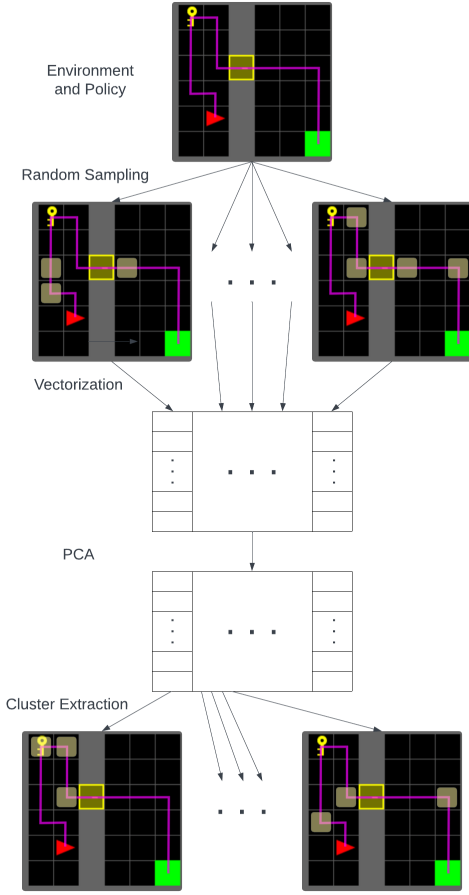 Environment
and Policy
Random Sampling
Vectorization
PCA
Cluster Extraction